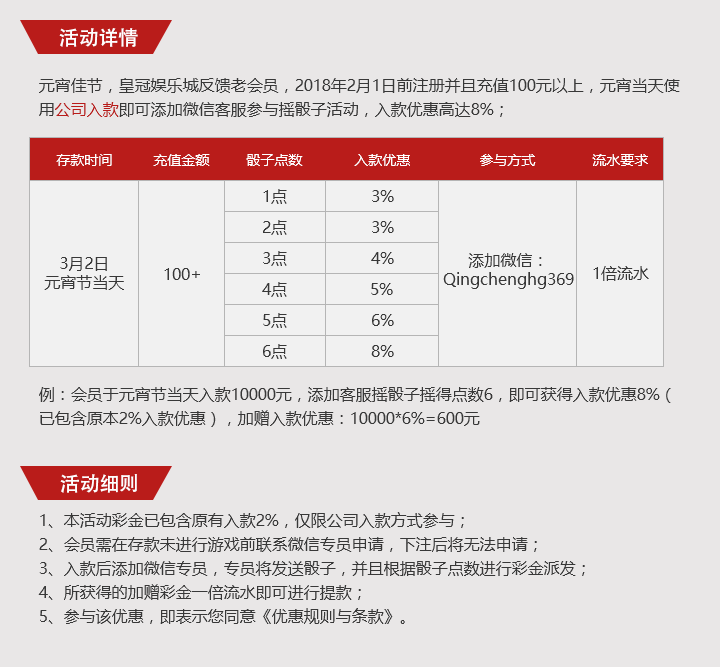 活动详情
元宵佳节，皇冠娱乐城反馈老会员，2018年2月1日前注册并且充值100元以上，元宵当天使
用公司入款即可添加微信客服参与摇骰子活动，入款优惠高达8%；
存款时间 充值金额 骰子点数 入款优惠 参与方式 流水要求
3月2日
元宵节当天
100+
1点 3%
2点 3%
3点 4%
4点 5%
5点 6%
6点 8%
添加微信：
Qingchenghg369
1倍流水
例：会员于元宵节当天入款10000元，添加客服摇骰子摇得点数6，即可获得入款优惠8%（
已包含原本2%入款优惠），加赠入款优惠：10000*6%=600元
活动细则
1、本活动彩金已包含原有入款2%，仅限公司入款方式参与；
2、会员需在存款未进行游戏前联系微信专员申请，下注后将无法申请；
3、入款后添加微信专员，专员将发送骰子，并且根据骰子点数进行彩金派发；
4、所获得的加赠彩金一倍流水即可进行提款；
5、参与该优惠，即表示您同意《优惠规则与条款》。